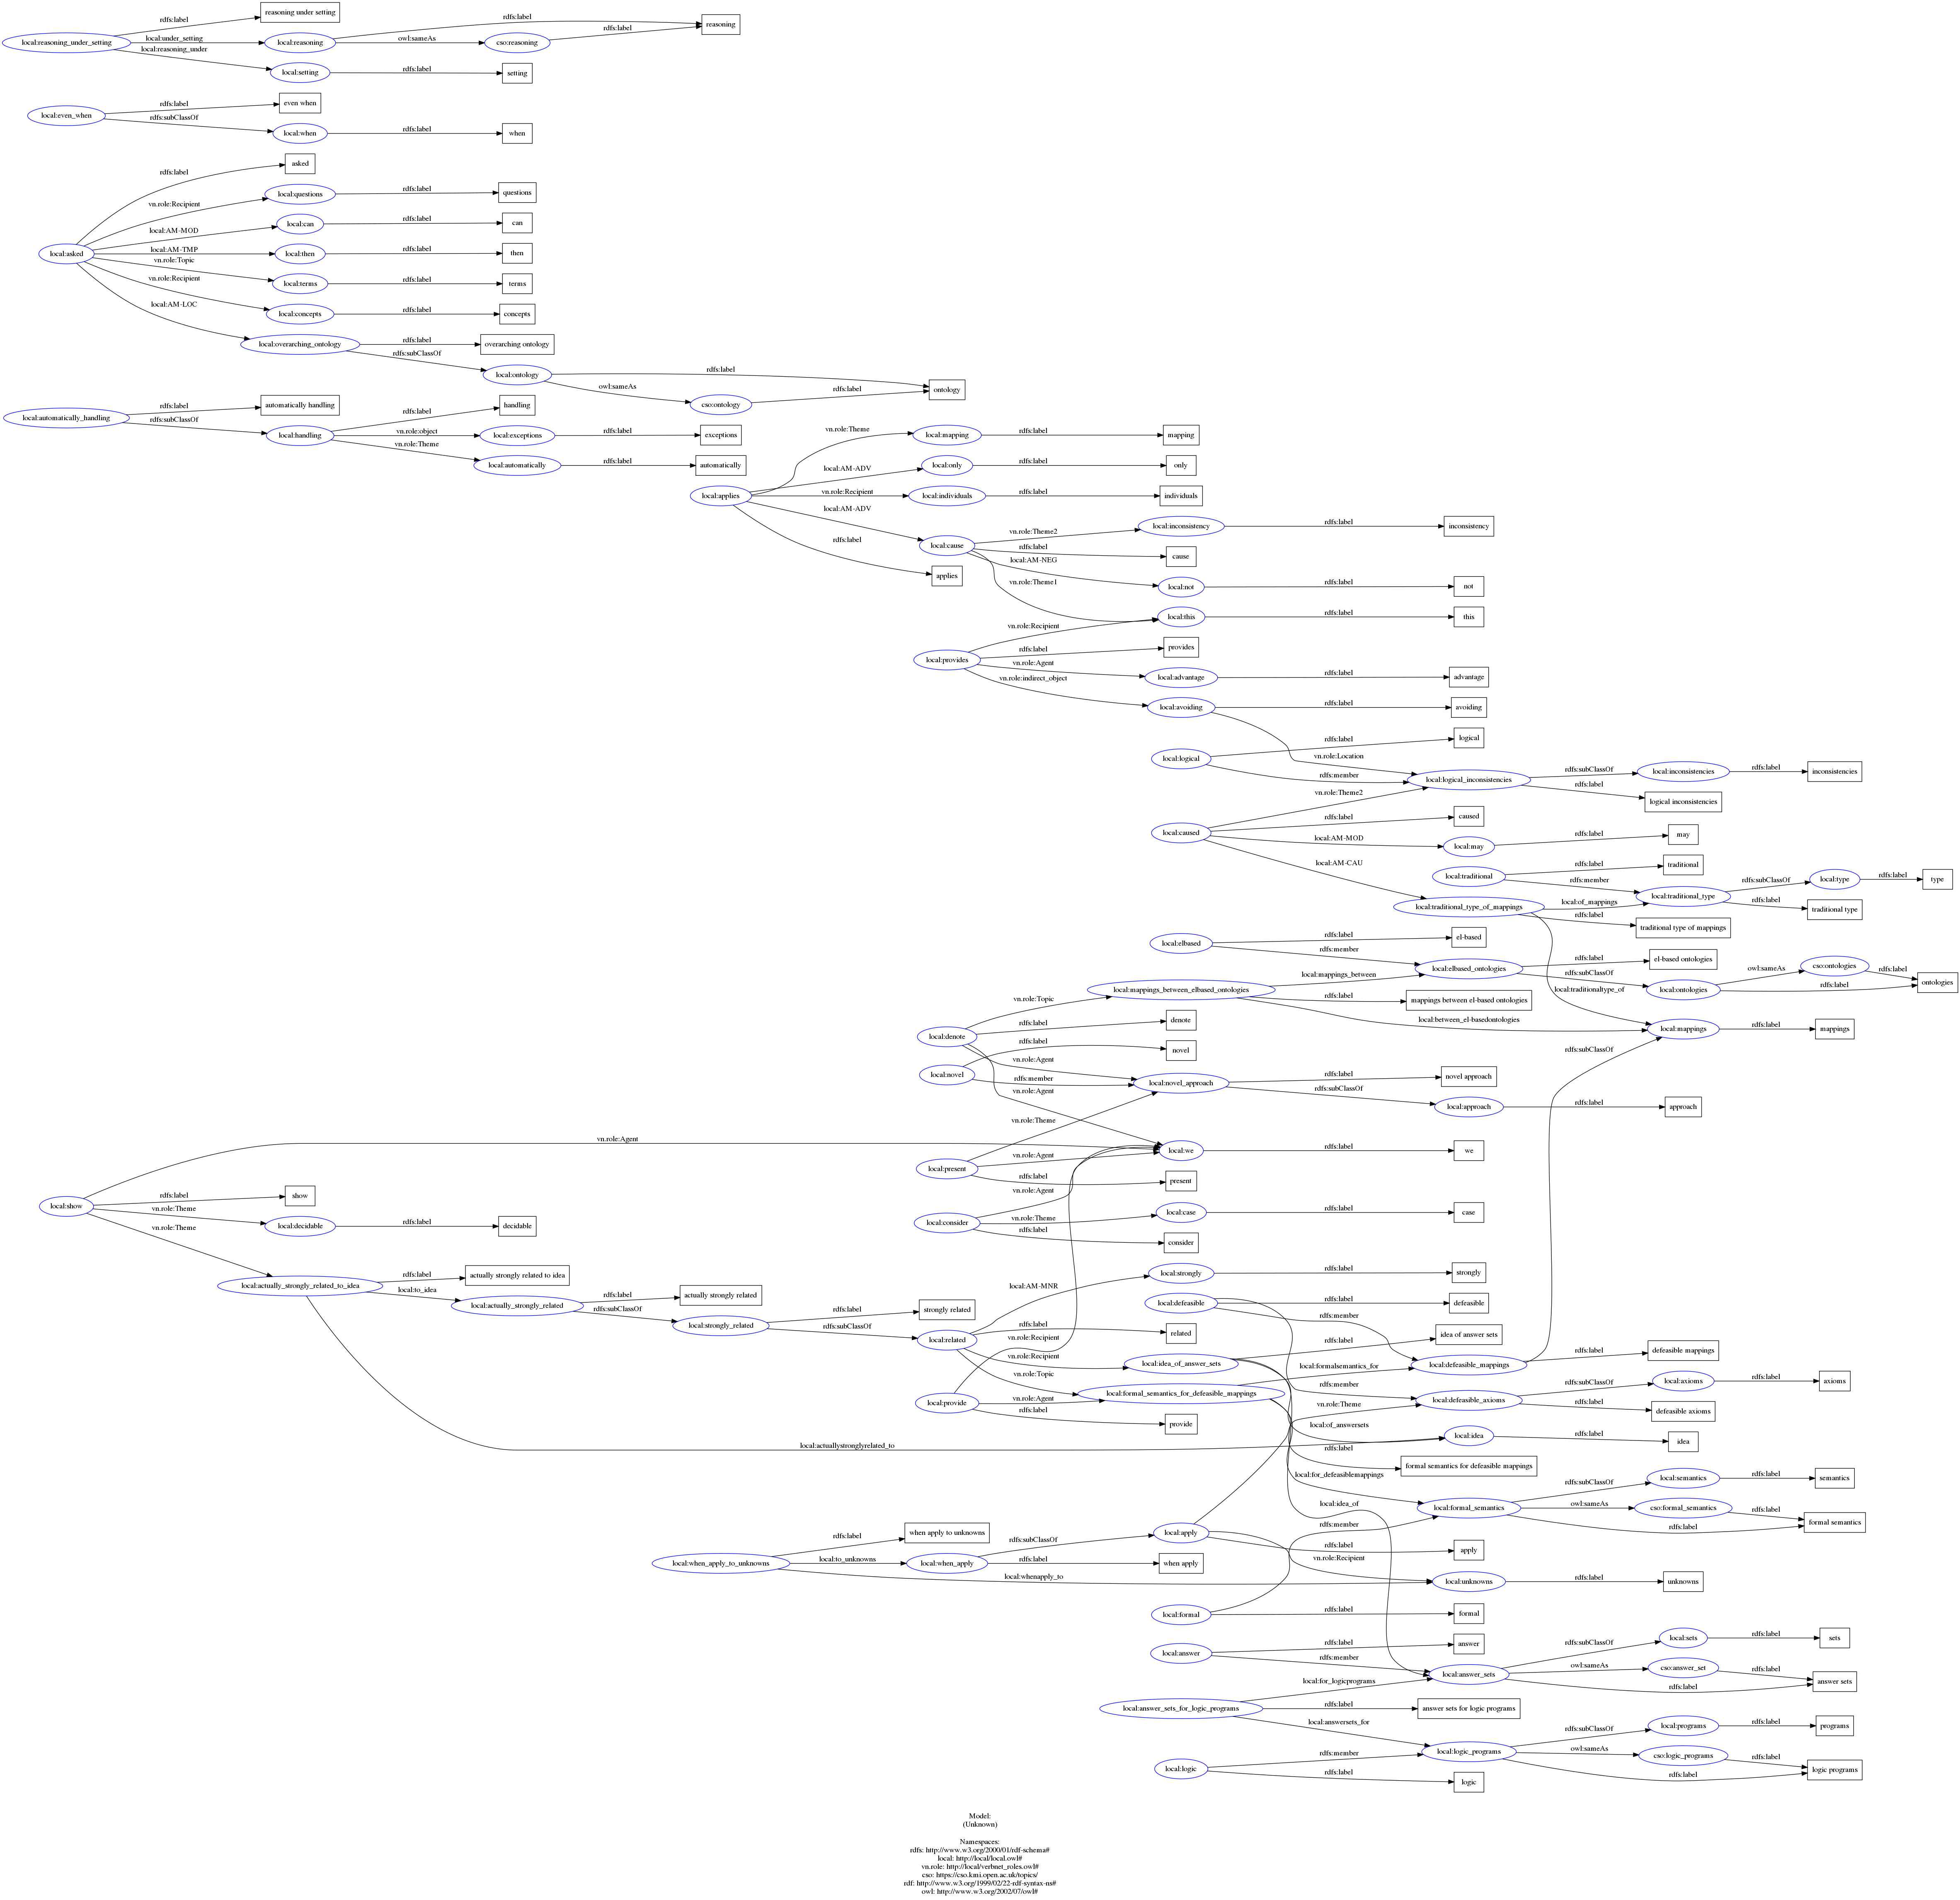 rdfs:label
reasoning under setting
local:reasoning_under_setting
local:under_setting
local:reasoning
rdfs:label
reasoning
owl:sameAs
cso:reasoning
rdfs:label
local:reasoning_under
local:setting
rdfs:label
setting
local:even_when
rdfs:label
even when
rdfs:subClassOf
local:when
rdfs:label
when
local:asked
rdfs:label
asked
vn.role:Recipient
local:questions
rdfs:label
questions
local:AM-MOD
local:can
rdfs:label
can
local:AM-TMP
local:then
rdfs:label
then
vn.role:Topic
local:terms
rdfs:label
terms
vn.role:Recipient
local:concepts
rdfs:label
concepts
local:AM-LOC
local:overarching_ontology
rdfs:label
overarching ontology
rdfs:subClassOf
local:ontology
rdfs:label
ontology
owl:sameAs
cso:ontology
rdfs:label
local:automatically_handling
rdfs:label
automatically handling
rdfs:subClassOf
local:handling
rdfs:label
handling
vn.role:object
local:exceptions
rdfs:label
exceptions
vn.role:Theme
local:automatically
rdfs:label
automatically
local:applies
vn.role:Theme
local:mapping
rdfs:label
mapping
local:AM-ADV
local:only
rdfs:label
only
vn.role:Recipient
local:individuals
rdfs:label
individuals
local:AM-ADV
local:cause
rdfs:label
applies
vn.role:Theme2
local:inconsistency
rdfs:label
inconsistency
rdfs:label
cause
local:AM-NEG
local:not
rdfs:label
not
vn.role:Theme1
local:this
rdfs:label
this
local:provides
vn.role:Recipient
rdfs:label
provides
vn.role:Agent
local:advantage
rdfs:label
advantage
vn.role:indirect_object
local:avoiding
rdfs:label
avoiding
vn.role:Location
local:logical
rdfs:label
logical
rdfs:member
local:logical_inconsistencies
rdfs:subClassOf
local:inconsistencies
rdfs:label
inconsistencies
rdfs:label
logical inconsistencies
local:caused
vn.role:Theme2
rdfs:label
caused
local:AM-MOD
local:may
rdfs:label
may
local:AM-CAU
local:traditional
rdfs:label
traditional
rdfs:member
local:traditional_type
rdfs:subClassOf
local:type
rdfs:label
type
rdfs:label
traditional type
local:traditional_type_of_mappings
local:of_mappings
rdfs:label
traditional type of mappings
local:traditionaltype_of
local:elbased
rdfs:label
el-based
rdfs:member
local:elbased_ontologies
rdfs:label
el-based ontologies
rdfs:subClassOf
local:ontologies
owl:sameAs
cso:ontologies
rdfs:label
rdfs:label
ontologies
local:mappings_between_elbased_ontologies
local:mappings_between
rdfs:label
mappings between el-based ontologies
local:between_el-basedontologies
local:mappings
rdfs:label
mappings
local:denote
vn.role:Topic
rdfs:label
denote
vn.role:Agent
vn.role:Agent
local:novel
rdfs:label
novel
rdfs:member
local:novel_approach
rdfs:label
novel approach
rdfs:subClassOf
local:approach
rdfs:label
approach
rdfs:subClassOf
local:present
vn.role:Theme
vn.role:Agent
rdfs:label
present
local:we
rdfs:label
we
local:show
vn.role:Agent
rdfs:label
show
vn.role:Theme
local:decidable
rdfs:label
decidable
vn.role:Theme
local:consider
vn.role:Agent
vn.role:Theme
local:case
rdfs:label
case
rdfs:label
consider
local:actually_strongly_related_to_idea
rdfs:label
actually strongly related to idea
local:to_idea
local:actually_strongly_related
rdfs:label
actually strongly related
rdfs:subClassOf
local:strongly_related
rdfs:label
strongly related
rdfs:subClassOf
local:related
local:AM-MNR
local:strongly
rdfs:label
strongly
rdfs:label
related
vn.role:Recipient
vn.role:Recipient
local:idea_of_answer_sets
rdfs:label
idea of answer sets
vn.role:Topic
local:formal_semantics_for_defeasible_mappings
local:defeasible
rdfs:label
defeasible
rdfs:member
local:defeasible_mappings
rdfs:label
defeasible mappings
local:formalsemantics_for
rdfs:member
local:defeasible_axioms
rdfs:subClassOf
local:axioms
rdfs:label
axioms
rdfs:label
defeasible axioms
local:provide
vn.role:Agent
rdfs:label
provide
vn.role:Theme
local:of_answersets
local:idea
rdfs:label
idea
local:actuallystronglyrelated_to
rdfs:label
formal semantics for defeasible mappings
local:for_defeasiblemappings
local:formal_semantics
rdfs:subClassOf
local:semantics
rdfs:label
semantics
owl:sameAs
cso:formal_semantics
rdfs:label
rdfs:label
formal semantics
local:idea_of
rdfs:member
local:when_apply_to_unknowns
rdfs:label
when apply to unknowns
local:to_unknowns
local:when_apply
rdfs:subClassOf
local:apply
rdfs:label
apply
rdfs:label
when apply
vn.role:Recipient
local:whenapply_to
local:unknowns
rdfs:label
unknowns
local:formal
rdfs:label
formal
local:answer
rdfs:label
answer
rdfs:member
local:answer_sets
rdfs:subClassOf
local:sets
rdfs:label
sets
owl:sameAs
cso:answer_set
rdfs:label
rdfs:label
answer sets
local:answer_sets_for_logic_programs
local:for_logicprograms
rdfs:label
answer sets for logic programs
local:answersets_for
local:logic_programs
rdfs:subClassOf
local:programs
rdfs:label
programs
owl:sameAs
cso:logic_programs
rdfs:label
rdfs:label
logic programs
local:logic
rdfs:member
rdfs:label
logic
Model:
(Unknown)
Namespaces:
rdfs: http://www.w3.org/2000/01/rdf-schema#
local: http://local/local.owl#
vn.role: http://local/verbnet_roles.owl#
cso: https://cso.kmi.open.ac.uk/topics/
rdf: http://www.w3.org/1999/02/22-rdf-syntax-ns#
owl: http://www.w3.org/2002/07/owl#